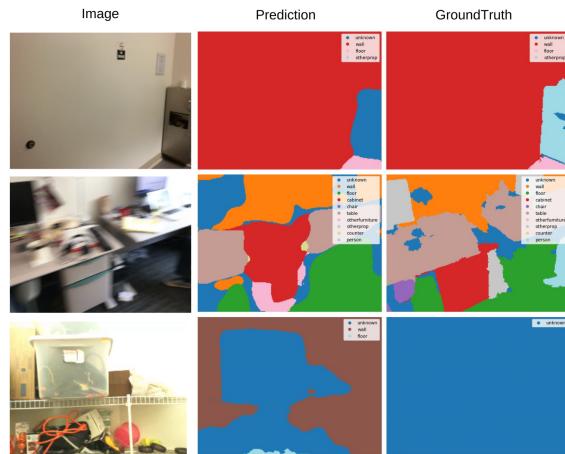 Image
Prediction
GroundTruth
unknown
wall
floor
otherprop
unknown
wall
floor
otherprop
unknown
wall
floor
cabinet
chair
table
otherfurniture
otherprop
counter
person
unknown
wall
floor
cabinet
chair
table
otherfurniture
otherprop
counter
person
unknown
wall
floor
unknown